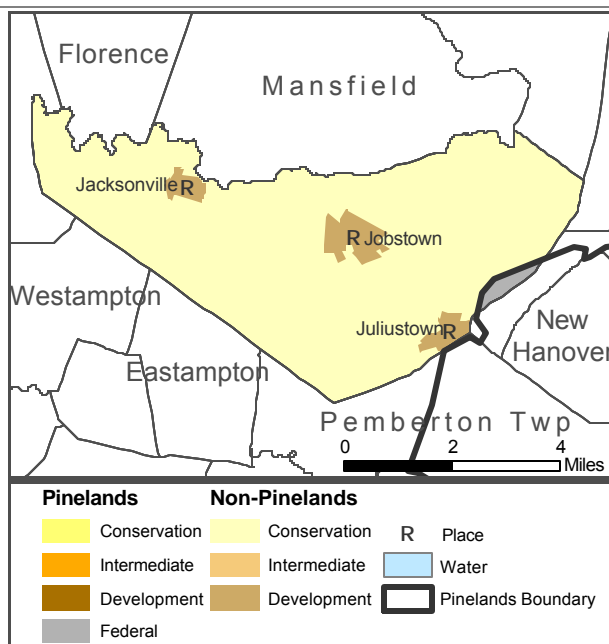 Florence
Mansfield
Jacksonville R
R Jobstown
Westampton
Juliustown R
New
Hanover
Eastampton
Pemberton Twp
0 2 4
Miles
Pinelands Non-Pinelands
Conservation Conservation R Place
Intermediate Intermediate Water
Development Development Pinelands Boundary
Federal